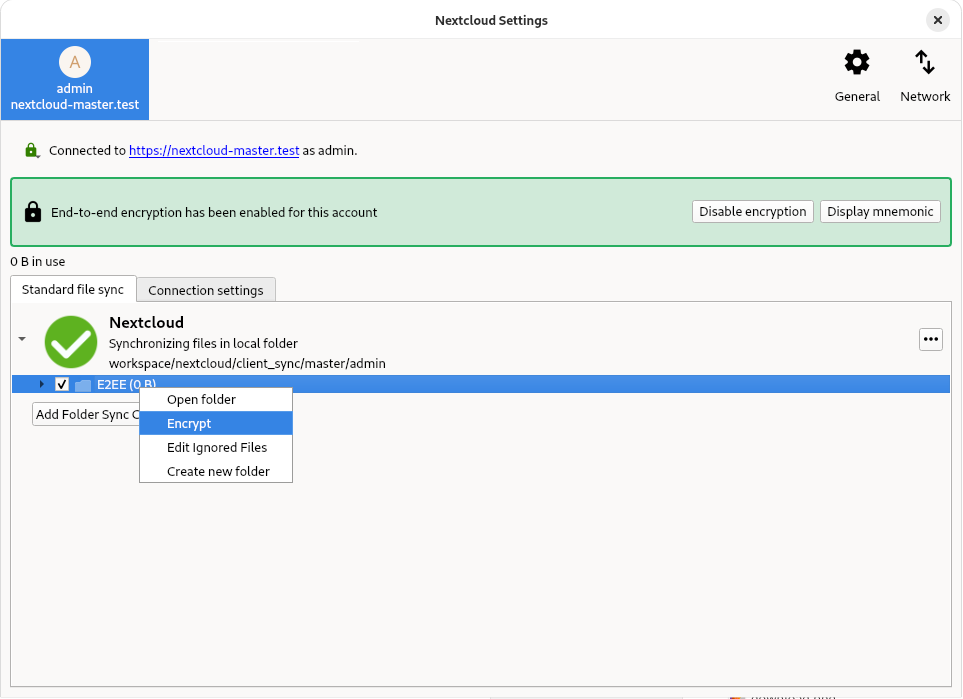 Nextcloud Settings
A
admin
nextcloud-master.test
General
Network
Connected to https://nextcloud-master.test as admin.
End-to-end encryption has been enabled for this account
Disable encryption
Display mnemonic
0 B in use
Standard file sync
Connection settings
Nextcloud
Synchronizing files in local folder
workspace/nextcloud/client_sync/master/admin
E2EE (0 B)
Add Folder Sync
Open folder
Encrypt
Edit Ignored Files
Create new folder